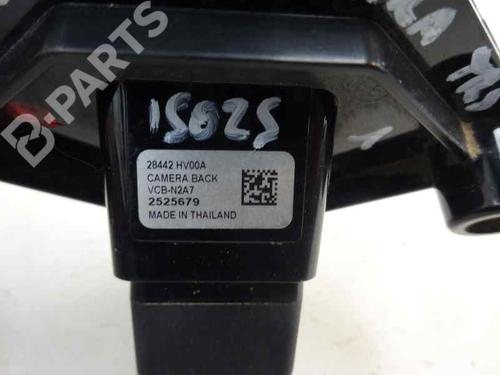 B-PARTS
15025
28442 HV00A
CAMERA BACK
VCB-N2A7
2525679
MADE IN THAILAND